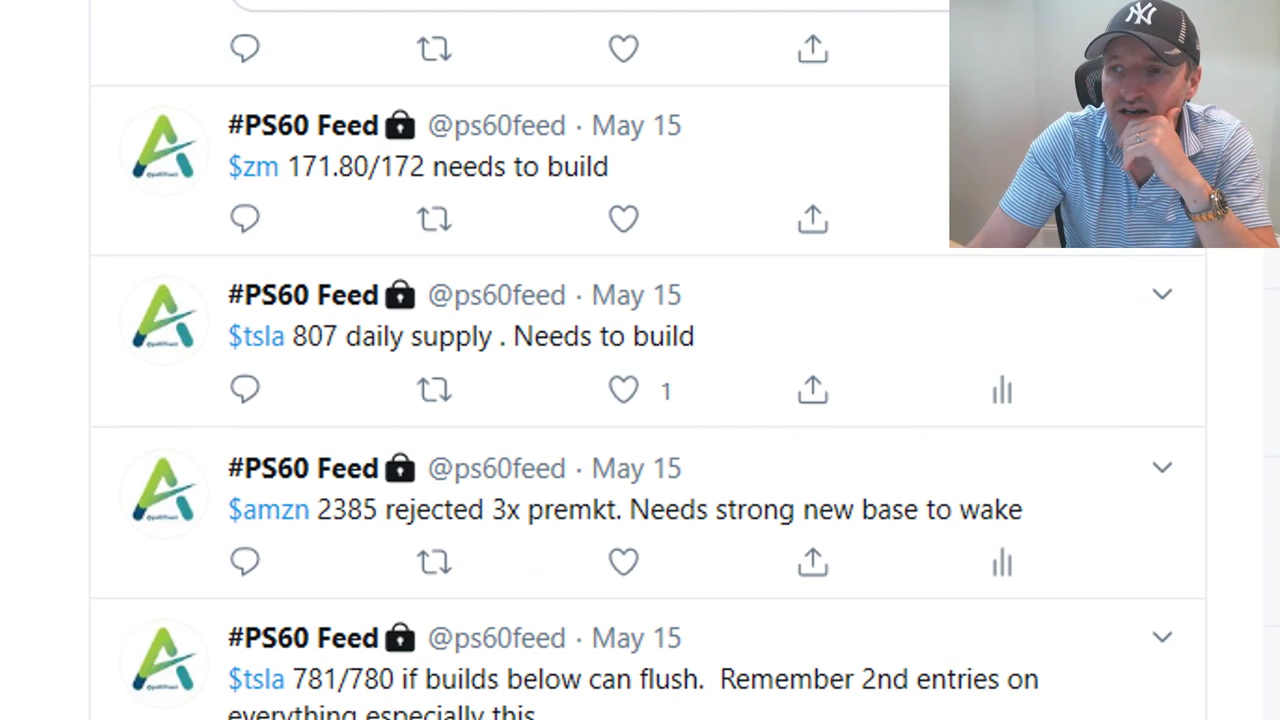 #PS60 Feed @ps60feed · May 15
$zm 171.80/172 needs to build
#PS60 Feed @ps60feed · May 15
$tsla 807 daily supply . Needs to build
1
#PS60 Feed @ps60feed · May 15
$amzn 2385 rejected 3x premkt. Needs strong new base to wake
#PS60 Feed @ps60feed · May 15
$tsla 781/780 if builds below can flush.  Remember 2nd entries on
everything especially this